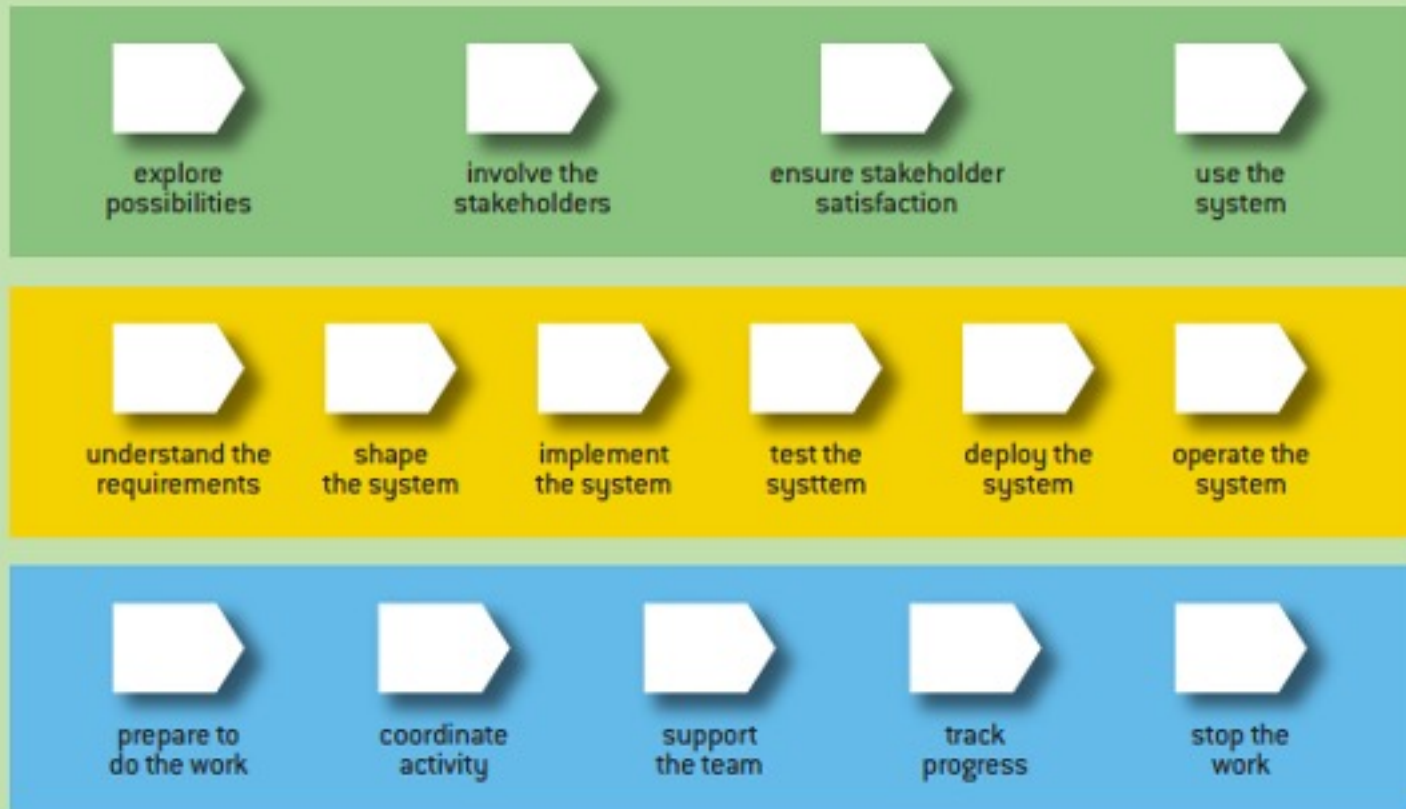 explore
possibilities
involve the
stakeholders
ensure stakeholder
satisfaction
use the
system
understand the
requirements
shape
the system
implement
the system
test the
systtem
deploy the
system
operate the
system
prepare to
do the work
coordinate
activity
support
the team
track
progress
stop the
work